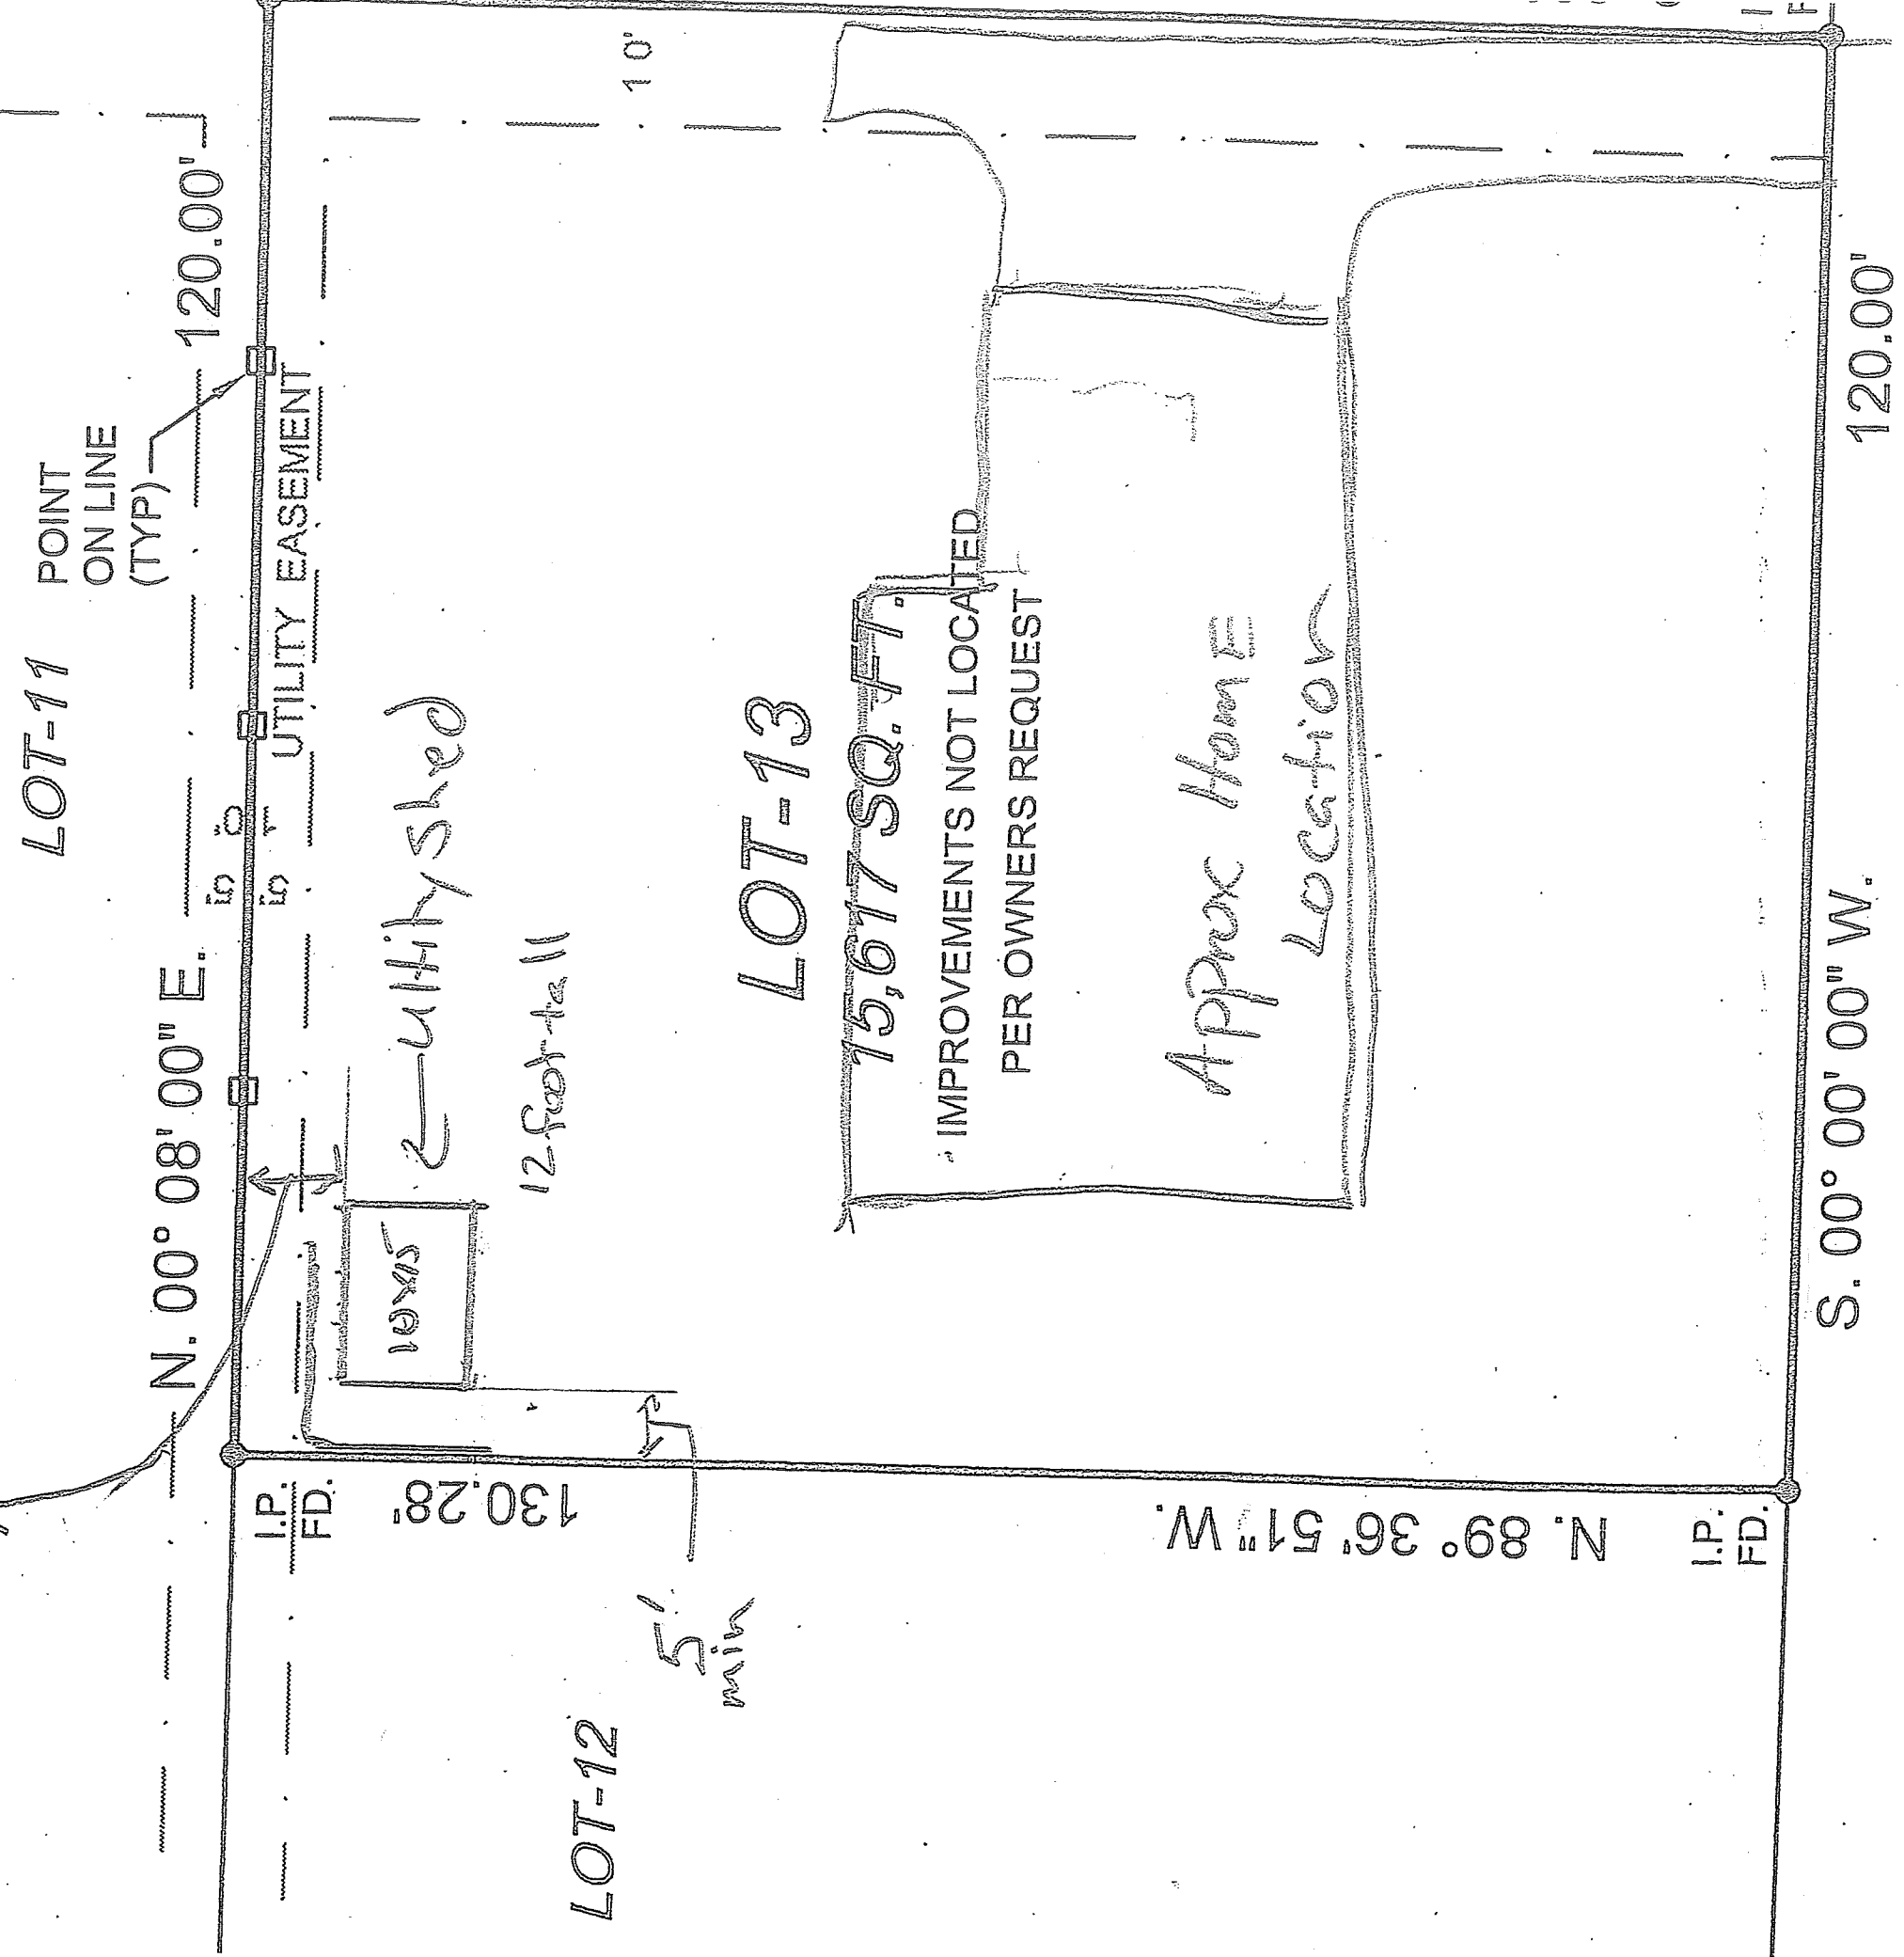 LOT-11
POINT
ON LINE
(TYP)
N. 00° 08' 00" E.
120.00'
5'
5'
UTILITY EASEMENT
10'
utility shed
12 foot tall
10x15
LOT-13
15,617 SQ. FT.
IMPROVEMENTS NOT LOCATED
PER OWNERS REQUEST
Approx Home
Location
I.P.
FD.
130.28'
N. 89° 36' 51" W.
I.P.
FD.
5'
min
LOT-12
S. 00° 00' 00" W.
120.00'